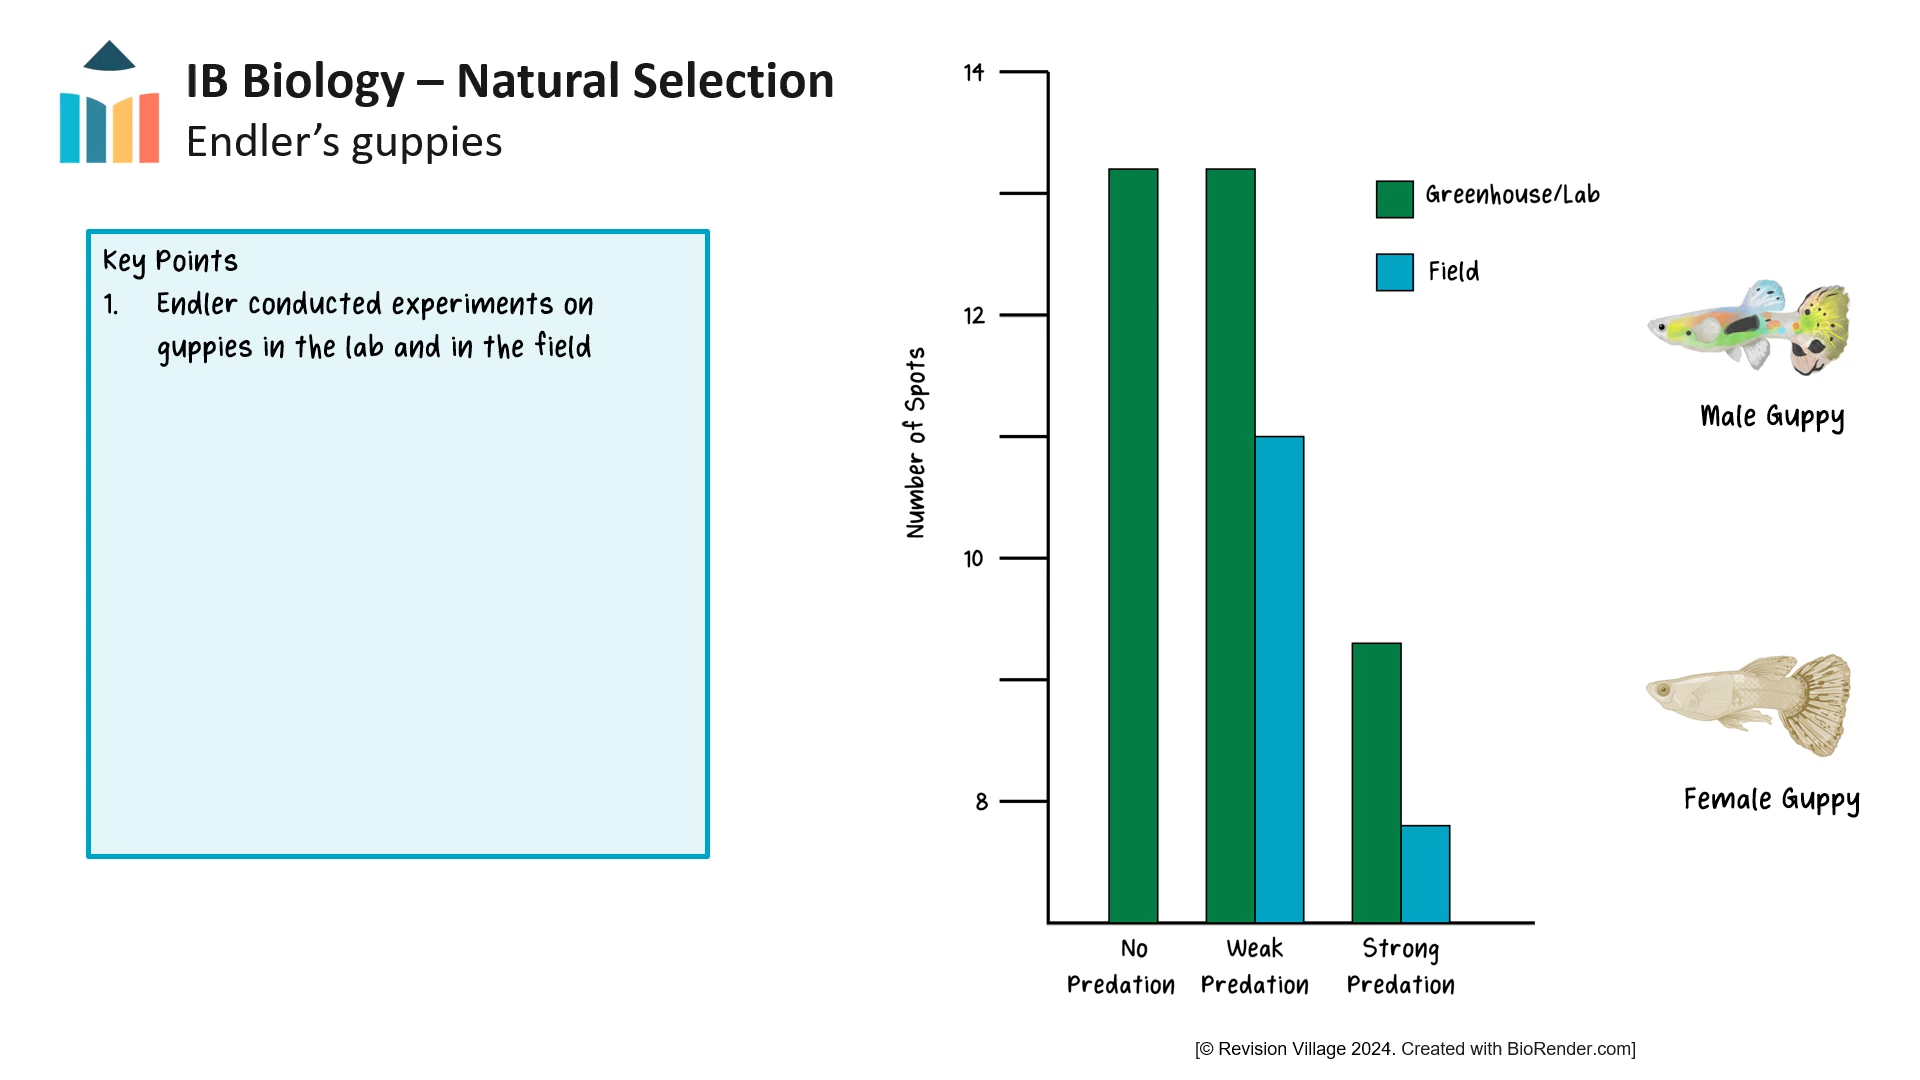 IB Biology – Natural Selection
Endler’s guppies
Key Points
1. Endler conducted experiments on
guppies in the lab and in the field
14
12
10
8
Number of Spots
Greenhouse/Lab
Field
No
Predation
Weak
Predation
Strong
Predation
Male Guppy
Female Guppy
[© Revision Village 2024. Created with BioRender.com]